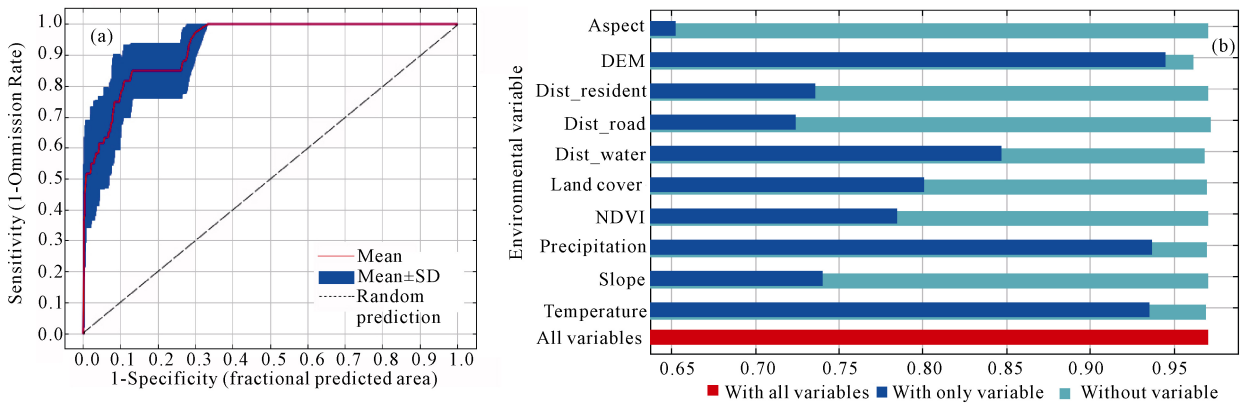 (a)
Sensitivity (1-Ommission Rate)
1.0
0.9
0.8
0.7
0.6
0.5
0.4
0.3
0.2
0.1
0.0
Mean
Mean±SD
Random
prediction
0.0 0.1 0.2 0.3 0.4 0.5 0.6 0.7 0.8 0.9 1.0
1-Specificity (fractional predicted area)
(b)
Environmental variable
Aspect
DEM
Dist_resident
Dist_road
Dist_water
Land cover
NDVI
Precipitation
Slope
Temperature
All variables
0.65 0.70 0.75 0.80 0.85 0.90 0.95
With all variables With only variable Without variable